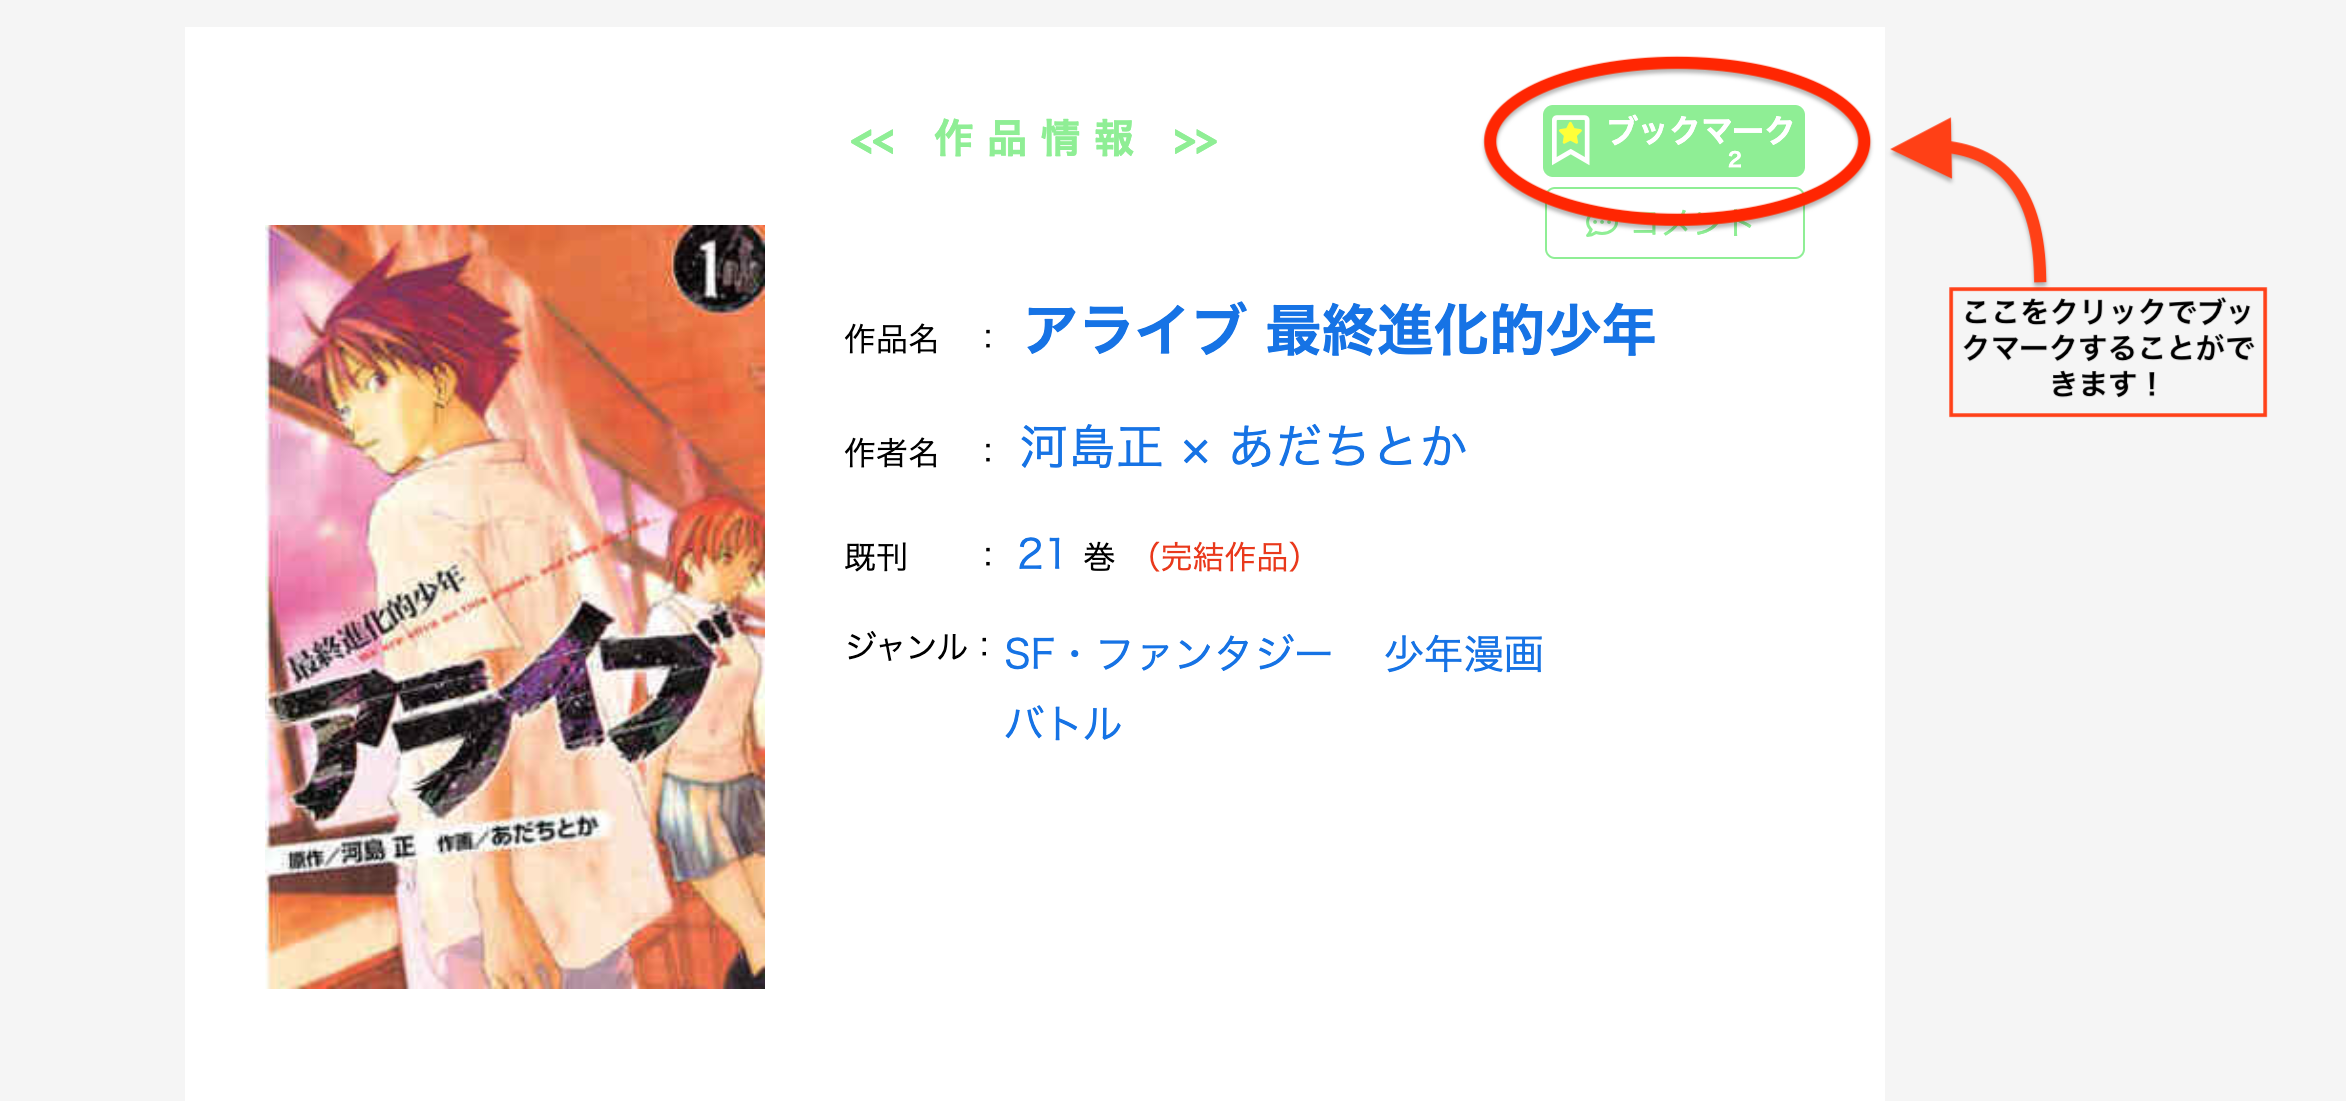 << 作品情報 >>
ブックマーク
2
コメント
ここをクリックでブッ
クマークすることがで
きます！
1
最終進化的少年
アライブ
原作／河島 正　作画／あだちとか
作品名　： アライブ 最終進化的少年
作者名　： 河島正 × あだちとか
既刊　　： 21 巻 （完結作品）
ジャンル： SF・ファンタジー　少年漫画
バトル